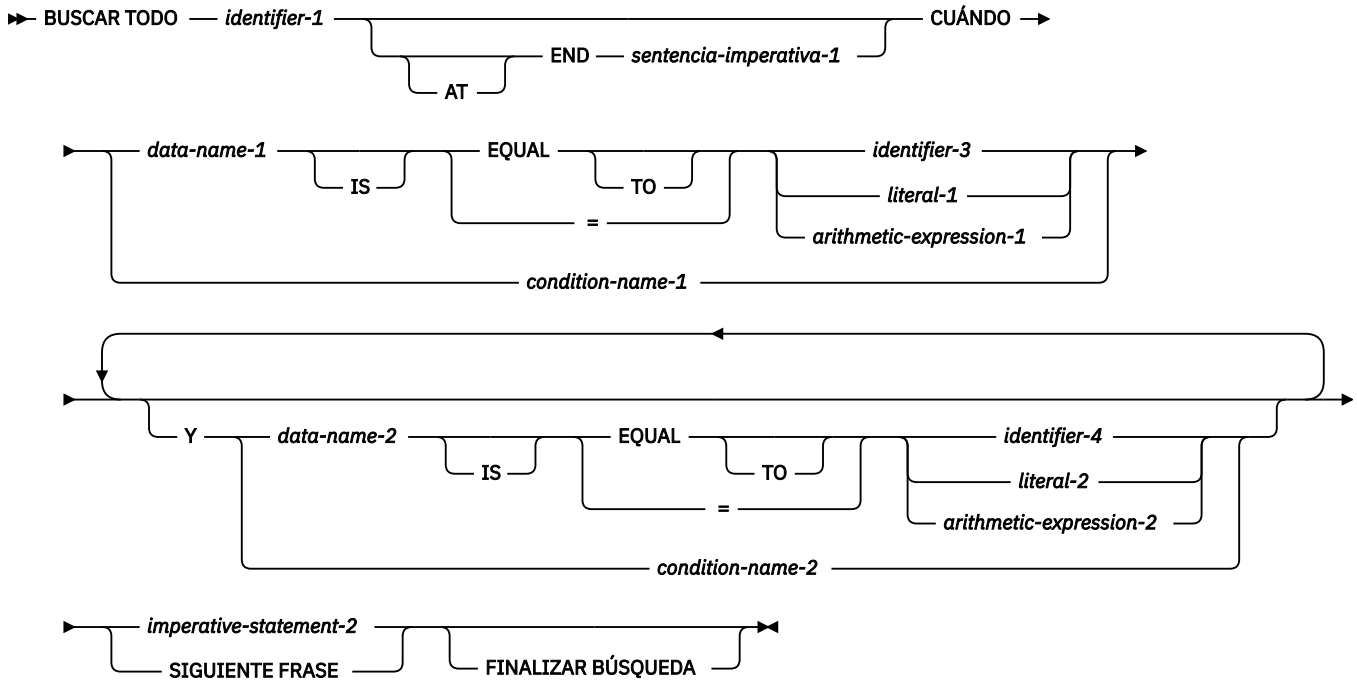 BUSCAR TODO identifier-1 CUÁNDO
END sentencia-imperativa-1
AT
data-name-1 EQUAL identifier-3
IS TO literal-1
=
arithmetic-expression-1
condition-name-1
Y data-name-2 EQUAL identifier-4
IS TO literal-2
=
arithmetic-expression-2
condition-name-2
imperative-statement-2
SIGUIENTE FRASE FINALIZAR BÚSQUEDA